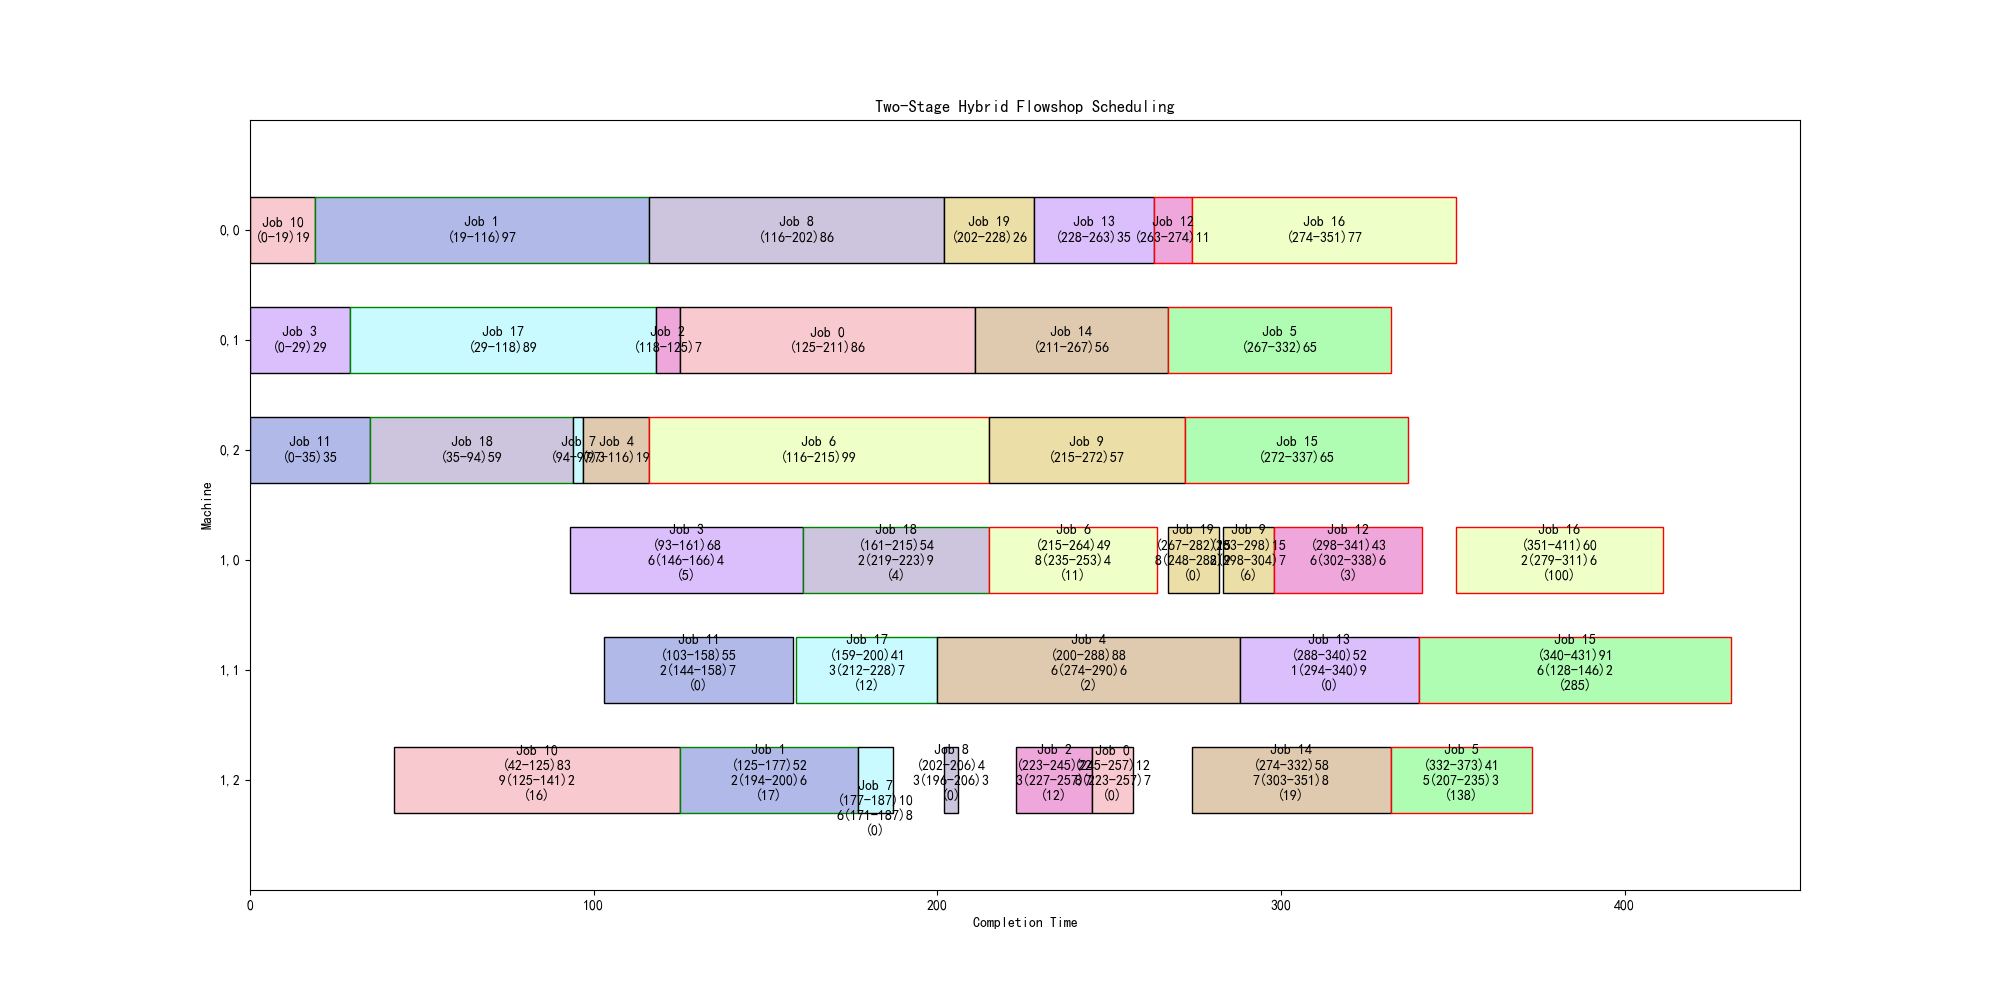 Two-Stage Hybrid Flowshop Scheduling
Machine
0,0
Job 10
(0-19)19
Job 1
(19-116)97
Job 8
(116-202)86
Job 19
(202-228)26
Job 13
(228-263)35
Job 12
(263-274)11
Job 16
(274-351)77
0,1
Job 3
(0-29)29
Job 17
(29-118)89
Job 2
(118-125)7
Job 0
(125-211)86
Job 14
(211-267)56
Job 5
(267-332)65
0,2
Job 11
(0-35)35
Job 18
(35-94)59
Job 7
(94-97)3
Job 4
(97-116)19
Job 6
(116-215)99
Job 9
(215-272)57
Job 15
(272-337)65
1,0
Job 3
(93-161)68
6(146-166)4
(5)
Job 18
(161-215)54
2(219-223)9
(4)
Job 6
(215-264)49
8(235-253)4
(11)
Job 19
(267-282)15
(0)
Job 9
(283-298)15
(6)
Job 12
(298-341)43
6(302-338)6
(3)
Job 16
(351-411)60
2(279-311)6
(100)
1,1
Job 11
(103-158)55
2(144-158)7
(0)
Job 17
(159-200)41
3(212-228)7
(12)
Job 4
(200-288)88
6(274-290)6
(2)
Job 13
(288-340)52
1(294-340)9
(0)
Job 15
(340-431)91
6(128-146)2
(285)
1,2
Job 10
(42-125)83
9(125-141)2
(16)
Job 1
(125-177)52
2(194-200)6
(17)
Job 7
(177-187)10
6(171-187)8
(0)
Job 8
(202-206)4
3(196-206)3
(0)
Job 2
(223-245)22
(12)
Job 0
(245-257)12
(0)
Job 14
(274-332)58
7(303-351)8
(19)
Job 5
(332-373)41
5(207-235)3
(138)
0
100
200
300
400
Completion Time